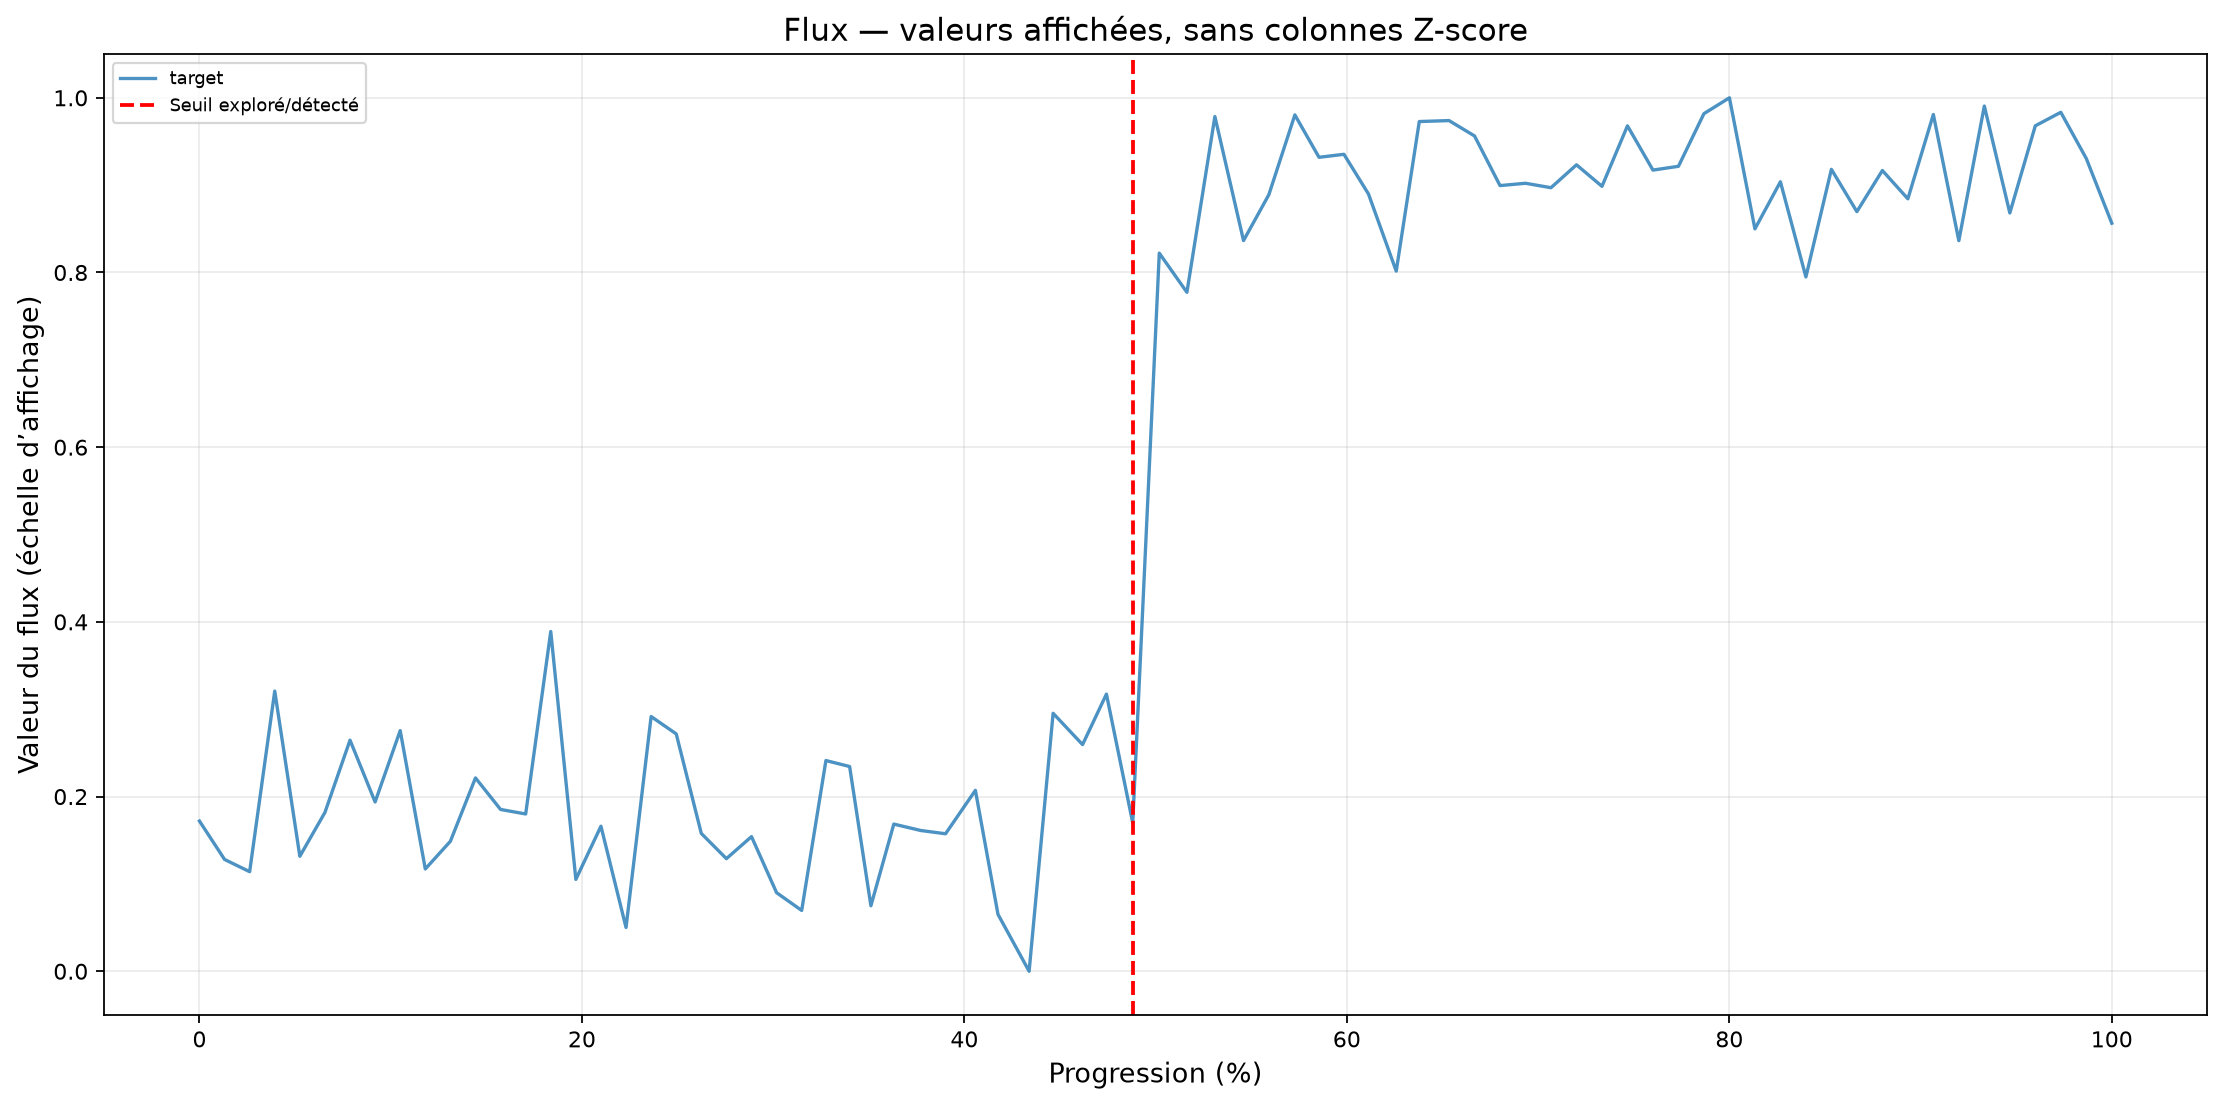 Flux — valeurs affichées, sans colonnes Z-score
target
Seuil exploré/détecté
Valeur du flux (échelle d’affichage)
1.0
0.8
0.6
0.4
0.2
0.0
0 20 40 60 80 100
Progression (%)